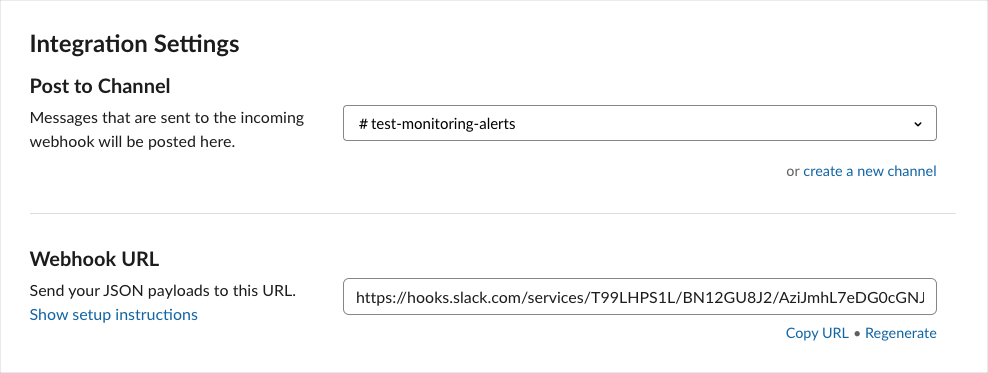 Integration Settings
Post to Channel
Messages that are sent to the incoming
webhook will be posted here.
# test-monitoring-alerts
or create a new channel
Webhook URL
Send your JSON payloads to this URL.
Show setup instructions
https://hooks.slack.com/services/T99LHPS1L/BN12GU8J2/AziJmhL7eDG0cGNJ
Copy URL • Regenerate